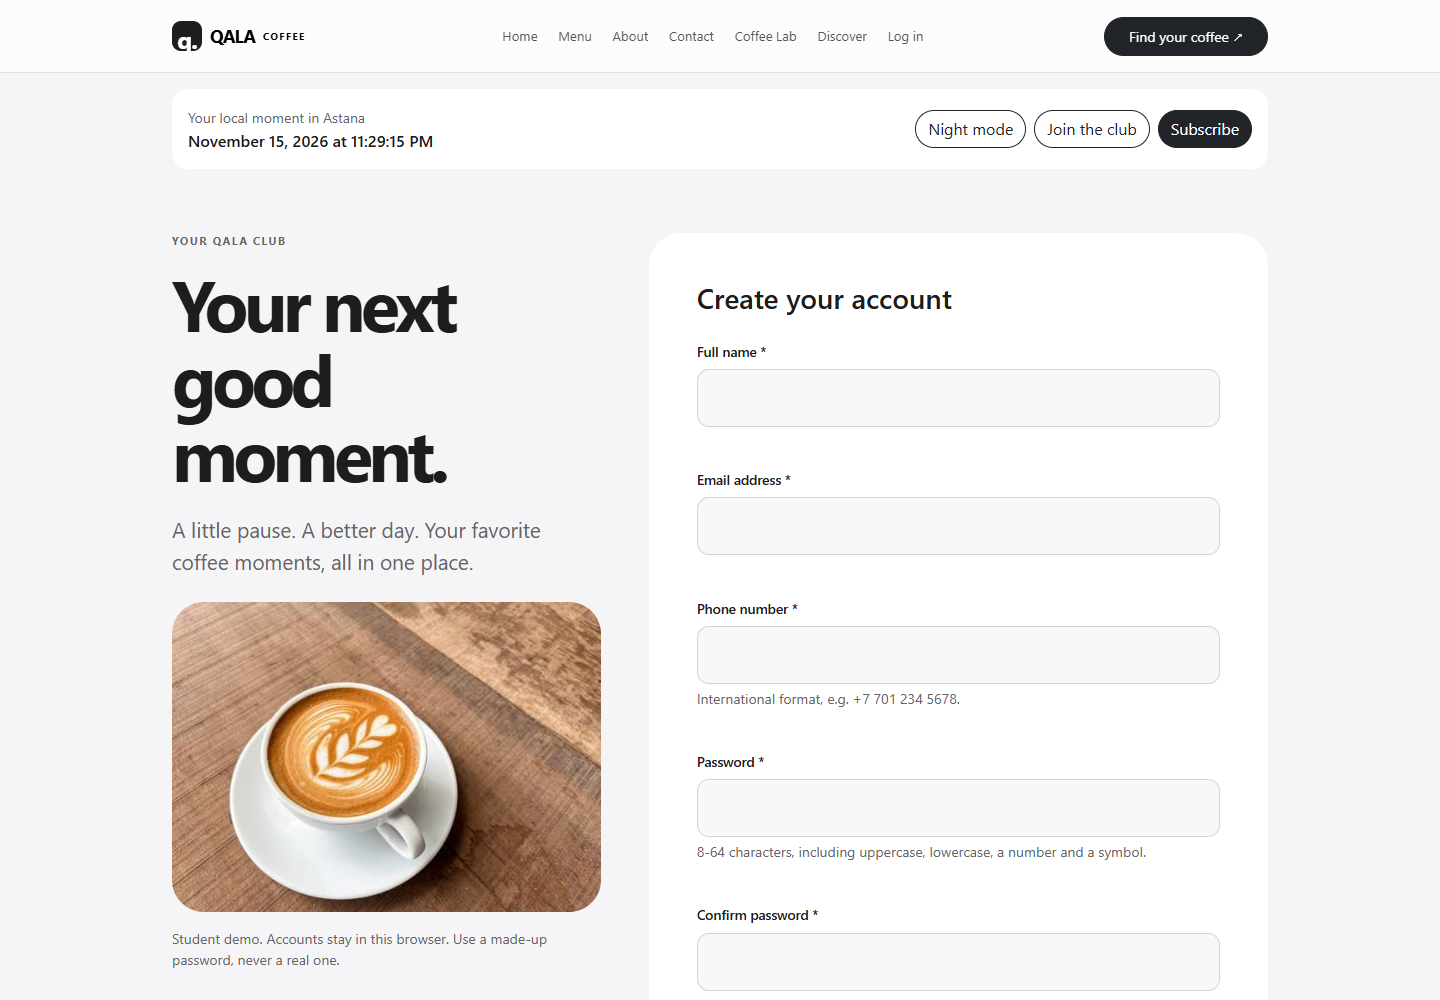 q.
QALA COFFEE
Home
Menu
About
Contact
Coffee Lab
Discover
Log in
Find your coffee ↗
Your local moment in Astana
November 15, 2026 at 11:29:15 PM
Night mode
Join the club
Subscribe
YOUR QALA CLUB
Your next
good
moment.
A little pause. A better day. Your favorite
coffee moments, all in one place.
Student demo. Accounts stay in this browser. Use a made-up
password, never a real one.
Create your account
Full name *
Email address *
Phone number *
International format, e.g. +7 701 234 5678.
Password *
8-64 characters, including uppercase, lowercase, a number and a symbol.
Confirm password *